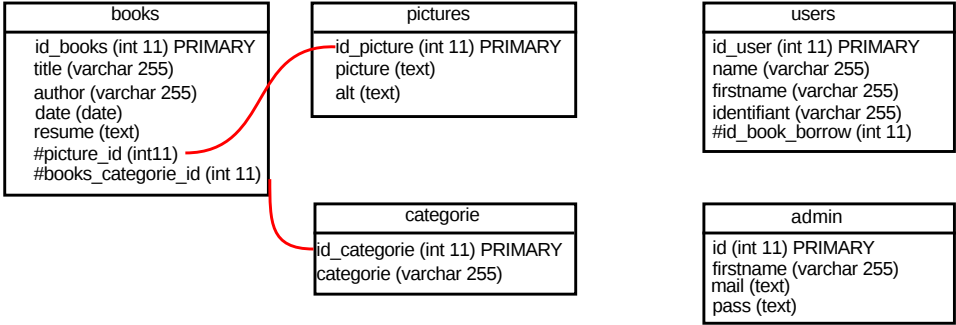 books
id_books (int 11) PRIMARY
title (varchar 255)
author (varchar 255)
date (date)
resume (text)
#picture_id (int11)
#books_categorie_id (int 11)
pictures
id_picture (int 11) PRIMARY
picture (text)
alt (text)
users
id_user (int 11) PRIMARY
name (varchar 255)
firstname (varchar 255)
identifiant (varchar 255)
#id_book_borrow (int 11)
categorie
id_categorie (int 11) PRIMARY
categorie (varchar 255)
admin
id (int 11) PRIMARY
firstname (varchar 255)
mail (text)
pass (text)